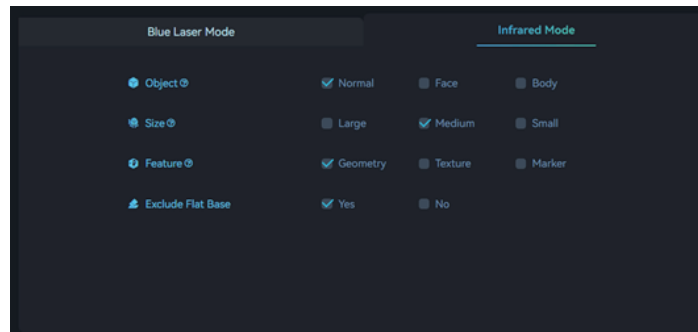 Blue Laser Mode Infrared Mode
Object Normal Face Body
Size Large Medium Small
Feature Geometry Texture Marker
Exclude Flat Base Yes No